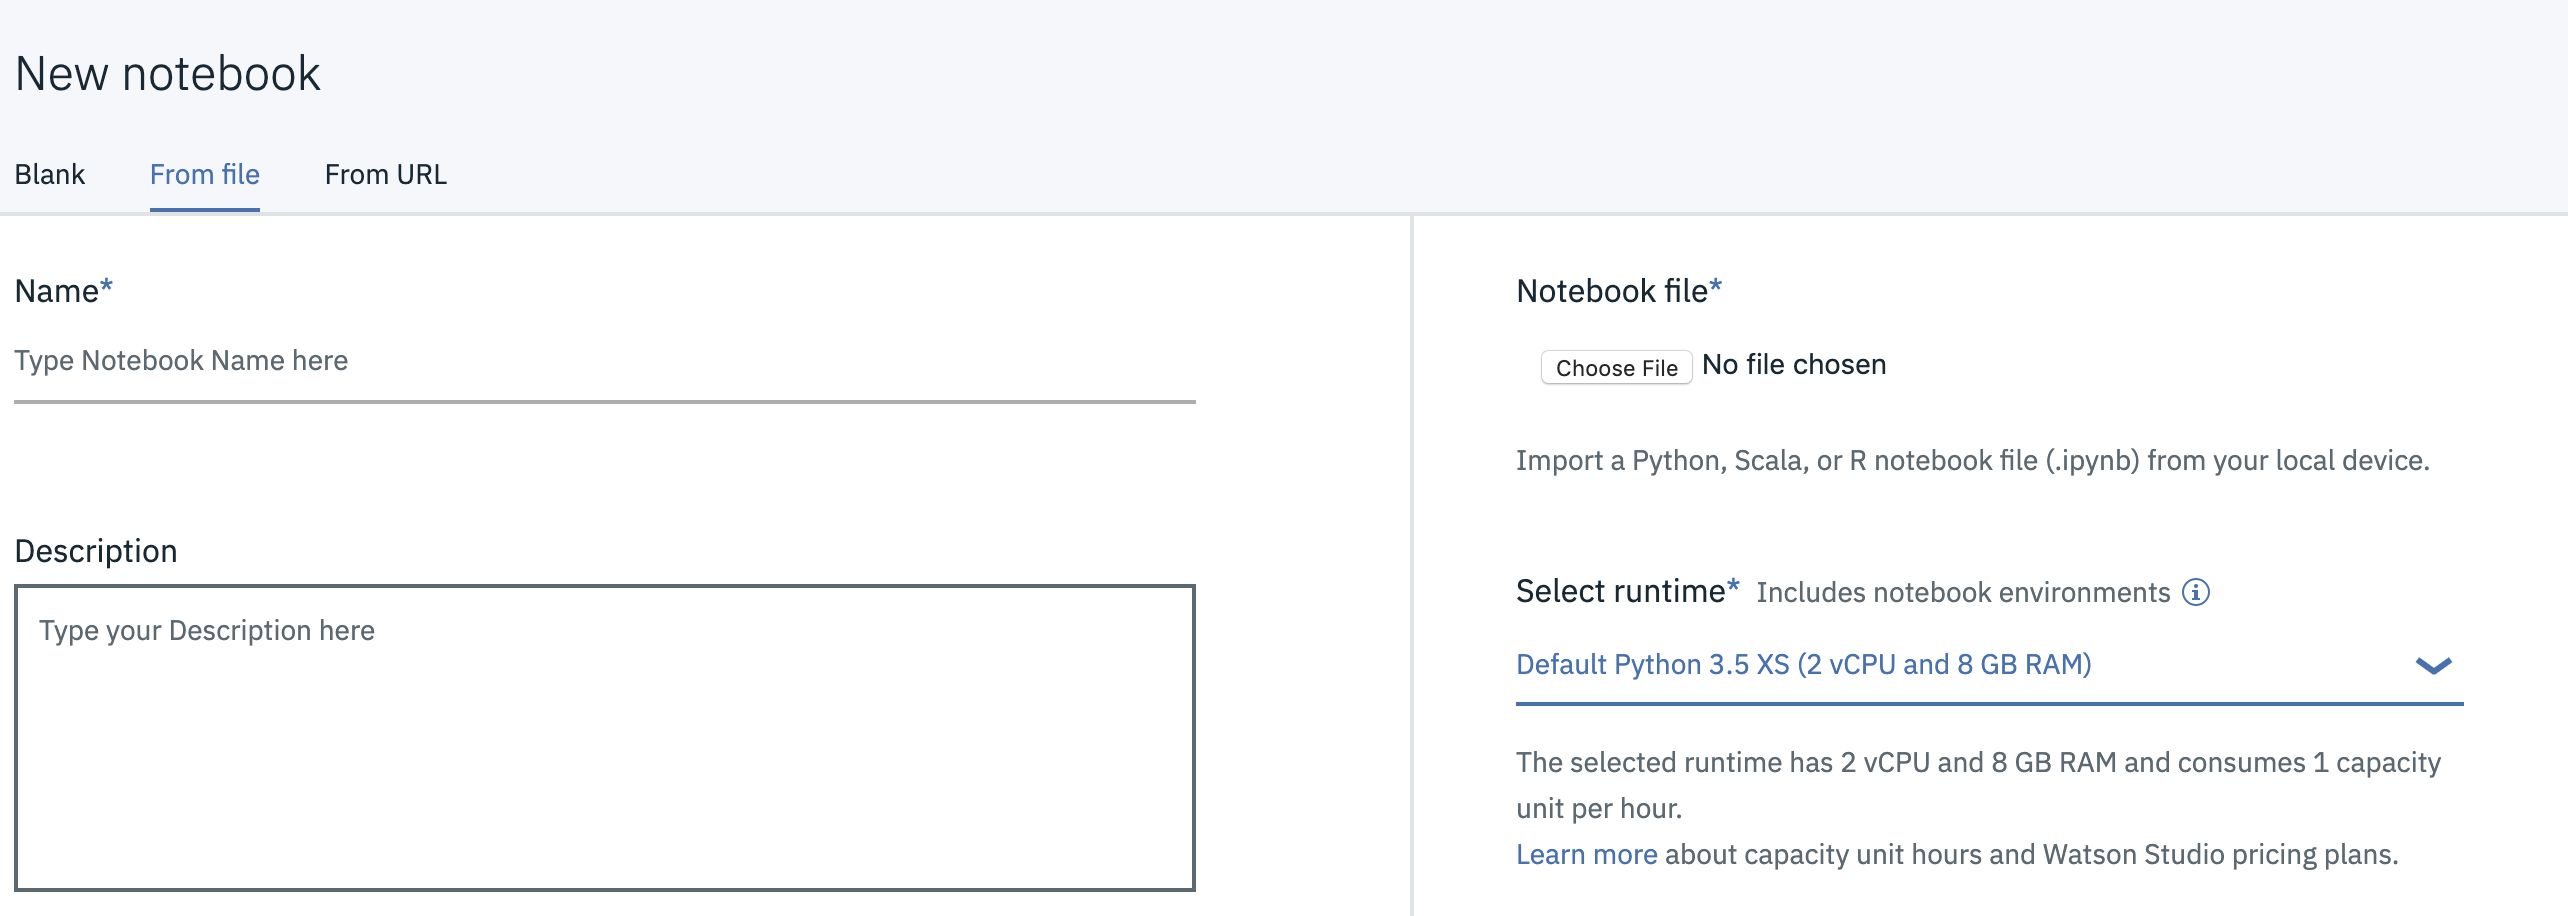 New notebook
Blank From file From URL
Name*
Type Notebook Name here
Description
Type your Description here
Notebook file*
Choose File No file chosen
Import a Python, Scala, or R notebook file (.ipynb) from your local device.
Select runtime* Includes notebook environments
Default Python 3.5 XS (2 vCPU and 8 GB RAM)
The selected runtime has 2 vCPU and 8 GB RAM and consumes 1 capacity
unit per hour.
Learn more about capacity unit hours and Watson Studio pricing plans.